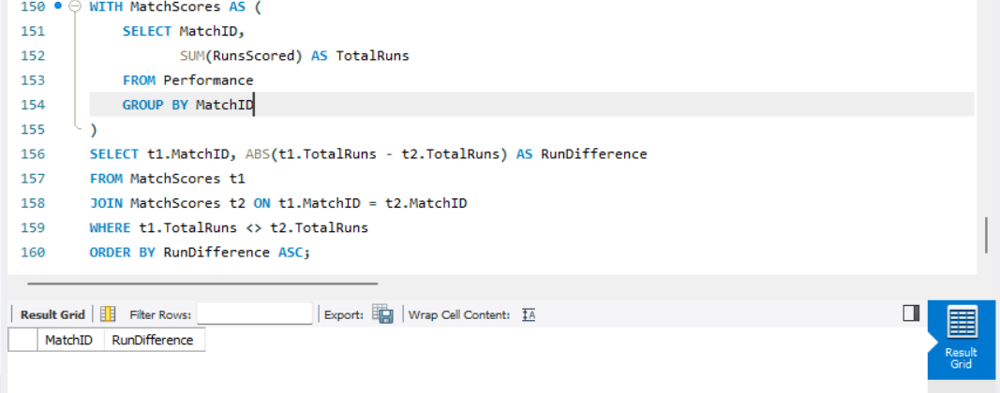 150 WITH MatchScores AS (
151 SELECT MatchID,
152 SUM(RunsScored) AS TotalRuns
153 FROM Performance
154 GROUP BY MatchID
155 )
156 SELECT t1.MatchID, ABS(t1.TotalRuns - t2.TotalRuns) AS RunDifference
157 FROM MatchScores t1
158 JOIN MatchScores t2 ON t1.MatchID = t2.MatchID
159 WHERE t1.TotalRuns <> t2.TotalRuns
160 ORDER BY RunDifference ASC;
Result Grid Filter Rows: Export: Wrap Cell Content: IA
MatchID RunDifference
Result
Grid